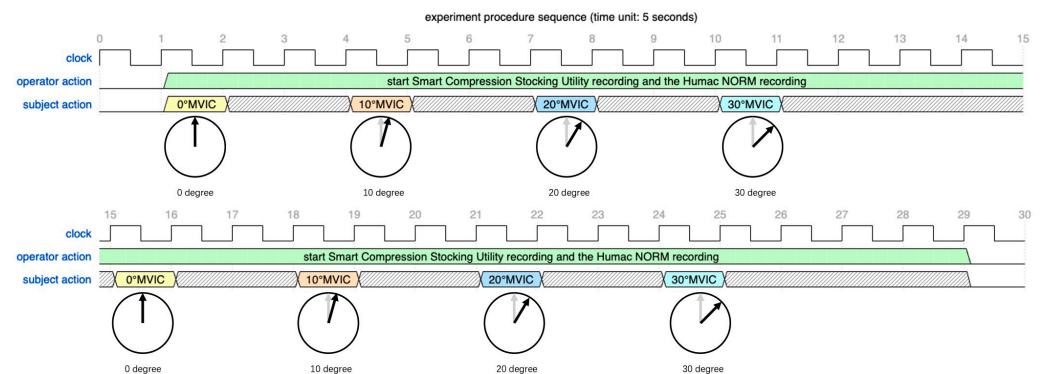 experiment procedure sequence (time unit: 5 seconds)
0 1 2 3 4 5 6 7 8 9 10 11 12 13 14 15
clock
operator action start Smart Compression Stocking Utility recording and the Humac NORM recording
subject action 0°MVIC 10°MVIC 20°MVIC 30°MVIC
0 degree 10 degree 20 degree 30 degree
15 16 17 18 19 20 21 22 23 24 25 26 27 28 29 30
clock
operator action start Smart Compression Stocking Utility recording and the Humac NORM recording
subject action 0°MVIC 10°MVIC 20°MVIC 30°MVIC
0 degree 10 degree 20 degree 30 degree